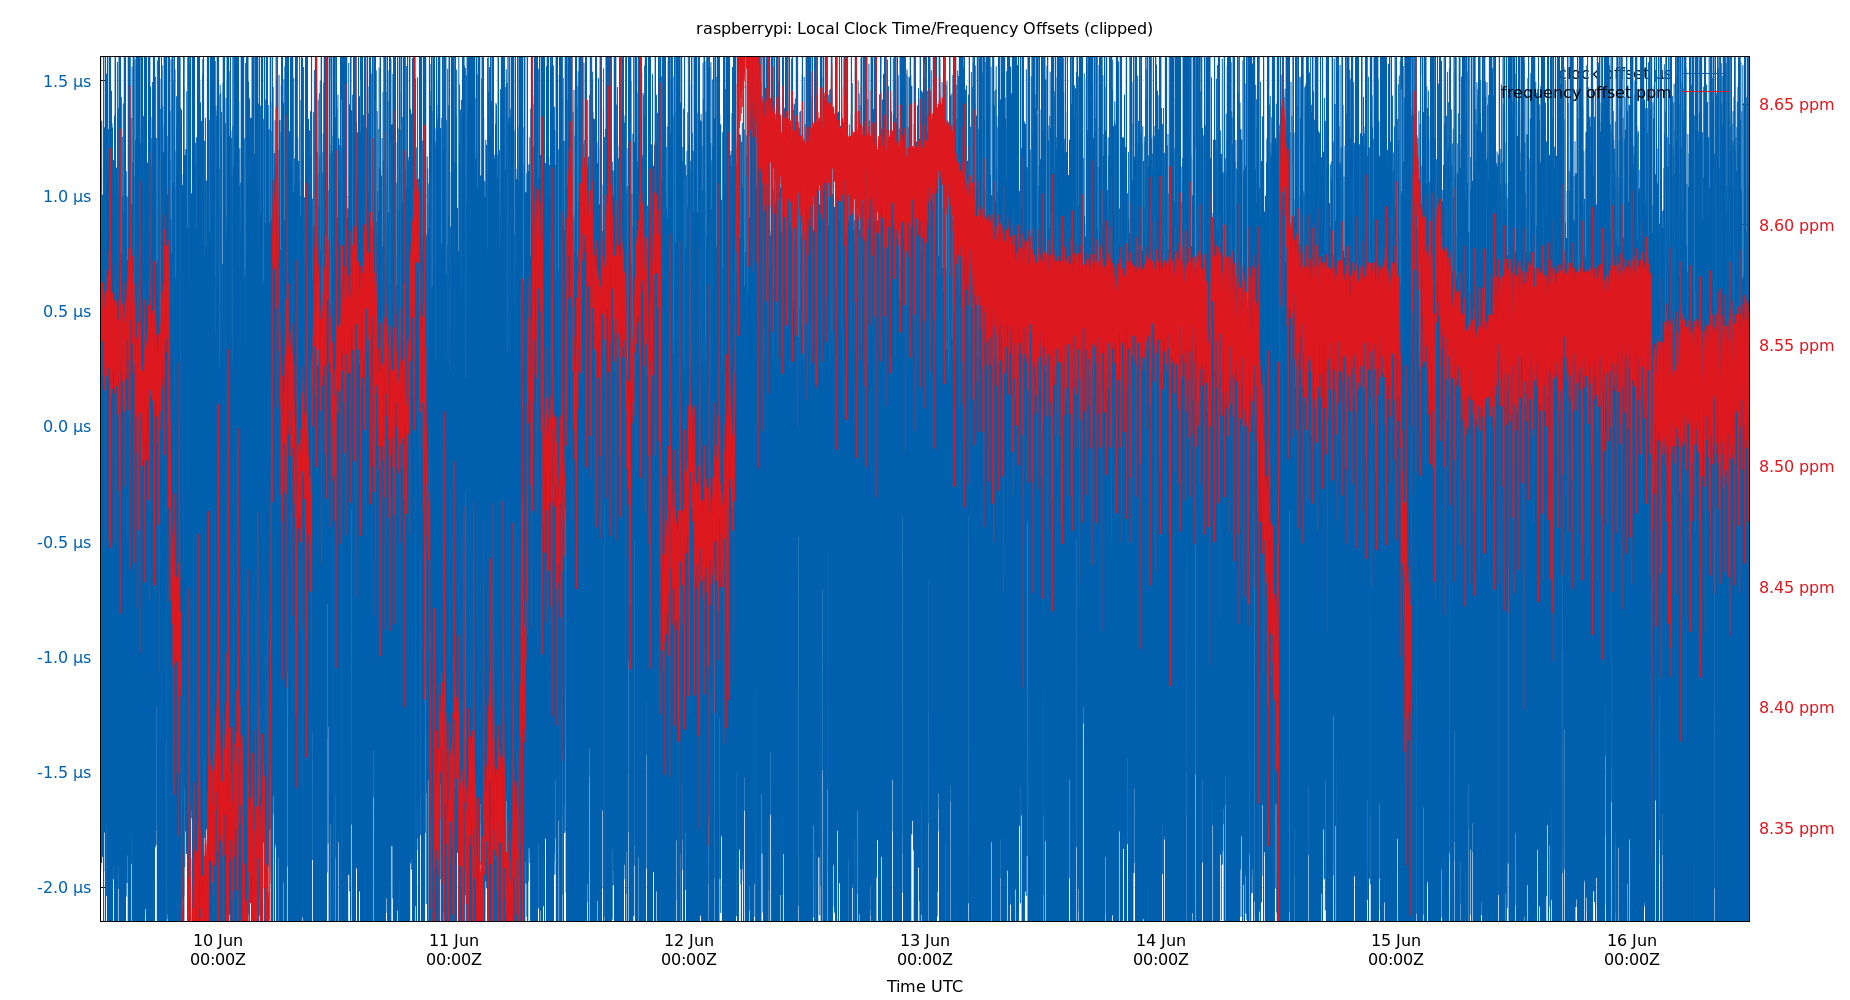 raspberrypi: Local Clock Time/Frequency Offsets (clipped)
clock offset µs
frequency offset ppm
1.5 µs
1.0 µs
0.5 µs
0.0 µs
-0.5 µs
-1.0 µs
-1.5 µs
-2.0 µs
8.65 ppm
8.60 ppm
8.55 ppm
8.50 ppm
8.45 ppm
8.40 ppm
8.35 ppm
10 Jun
00:00Z
11 Jun
00:00Z
12 Jun
00:00Z
13 Jun
00:00Z
14 Jun
00:00Z
15 Jun
00:00Z
16 Jun
00:00Z
Time UTC